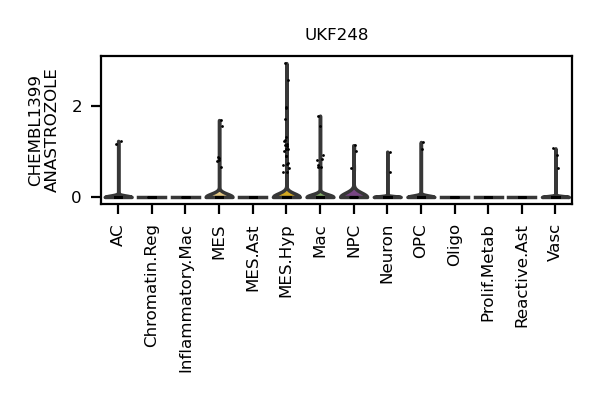 UKF248
CHEMBL1399
ANASTROZOLE
2
0
AC
Chromatin.Reg
Inflammatory.Mac
MES
MES.Ast
MES.Hyp
Mac
NPC
Neuron
OPC
Oligo
Prolif.Metab
Reactive.Ast
Vasc